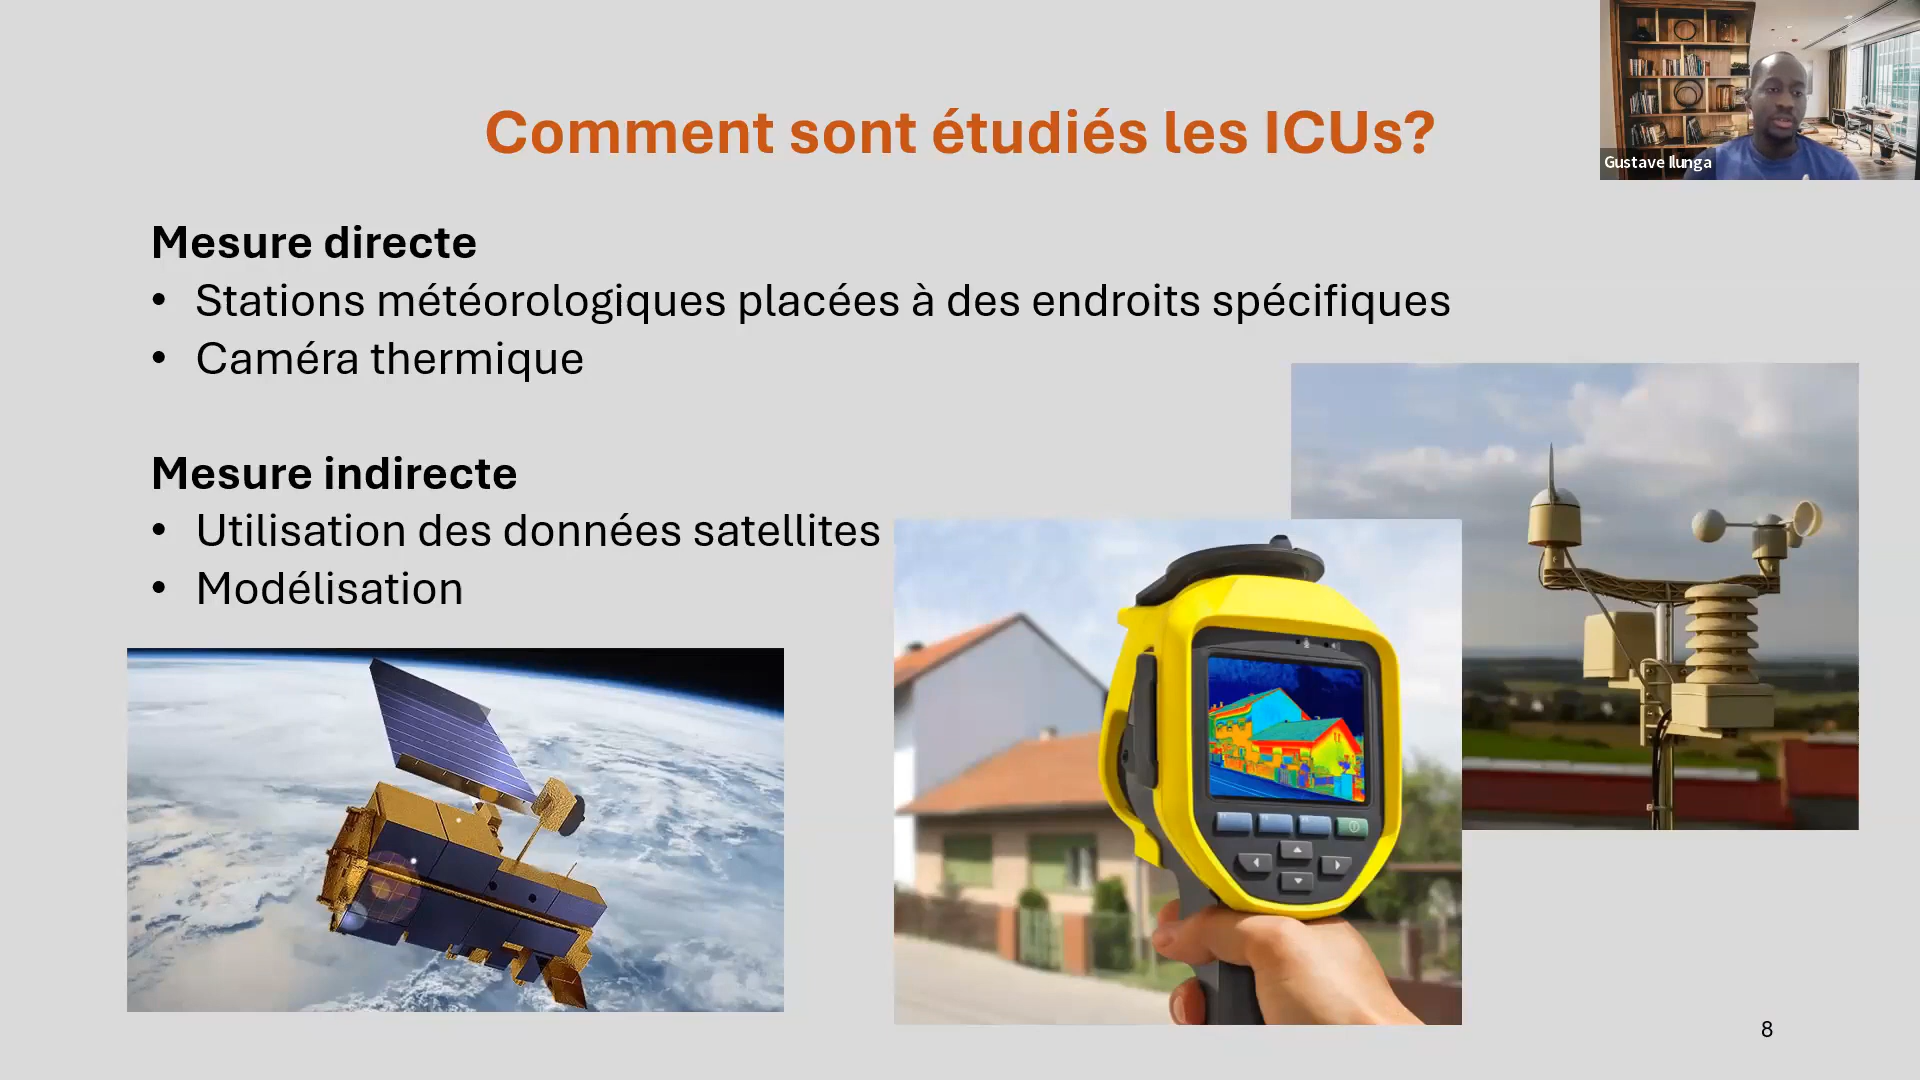 Comment sont étudiés les ICUs?
Gustave Ilunga
Mesure directe
• Stations météorologiques placées à des endroits spécifiques
• Caméra thermique
Mesure indirecte
• Utilisation des données satellites
• Modélisation
8